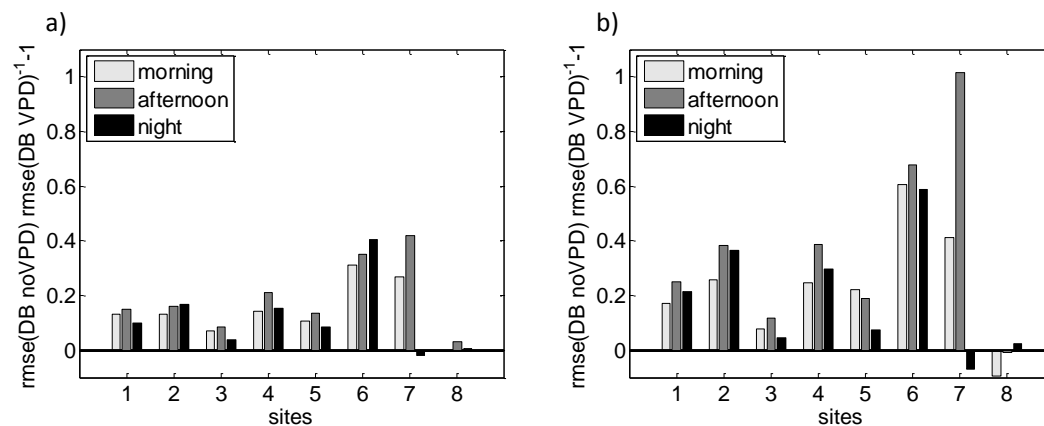 a)
rmse(DB noVPD) rmse(DB VPD)⁻¹-1
1
0.8
0.6
0.4
0.2
0
morning
afternoon
night
1 2 3 4 5 6 7 8
sites
b)
rmse(DB noVPD) rmse(DB VPD)⁻¹-1
1
0.8
0.6
0.4
0.2
0
morning
afternoon
night
1 2 3 4 5 6 7 8
sites